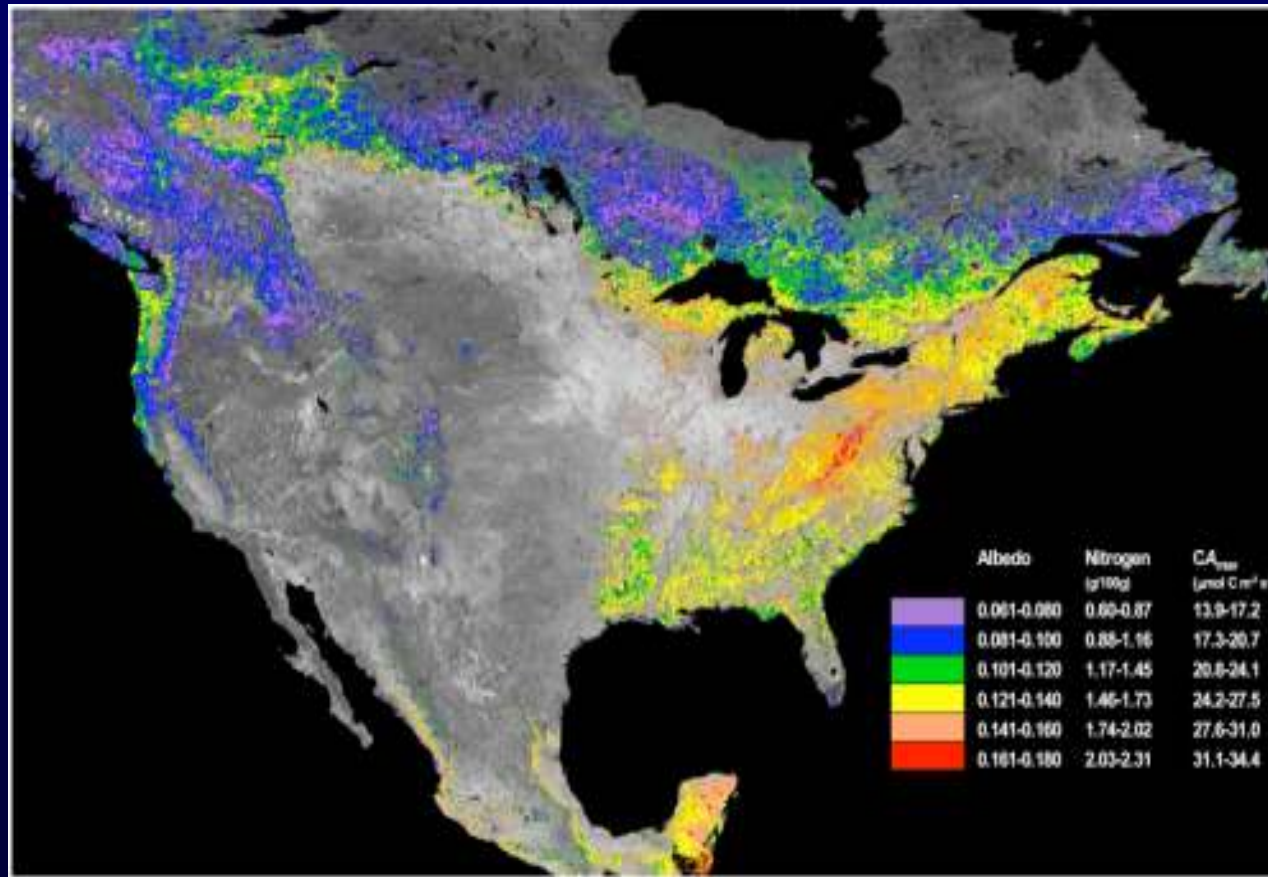 Albedo Nitrogen CAmax
(g/100g) (µmol C m⁻² s
0.061-0.080 0.60-0.87 13.9-17.2
0.081-0.100 0.88-1.16 17.3-20.7
0.101-0.120 1.17-1.45 20.8-24.1
0.121-0.140 1.46-1.73 24.2-27.5
0.141-0.160 1.74-2.02 27.6-31.0
0.161-0.180 2.03-2.31 31.1-34.4